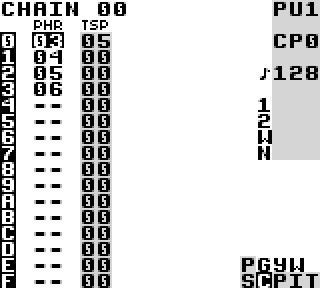 CHAIN 00 PU1
PHR TSP
0 03 05 CP0
1 04 00
2 05 00 ♪128
3 06 00
4 -- 00 1
5 -- 00 2
6 -- 00 W
7 -- 00 N
8 -- 00
9 -- 00
A -- 00
B -- 00
C -- 00
D -- 00
E -- 00 PGYW
F -- 00 SCPIT